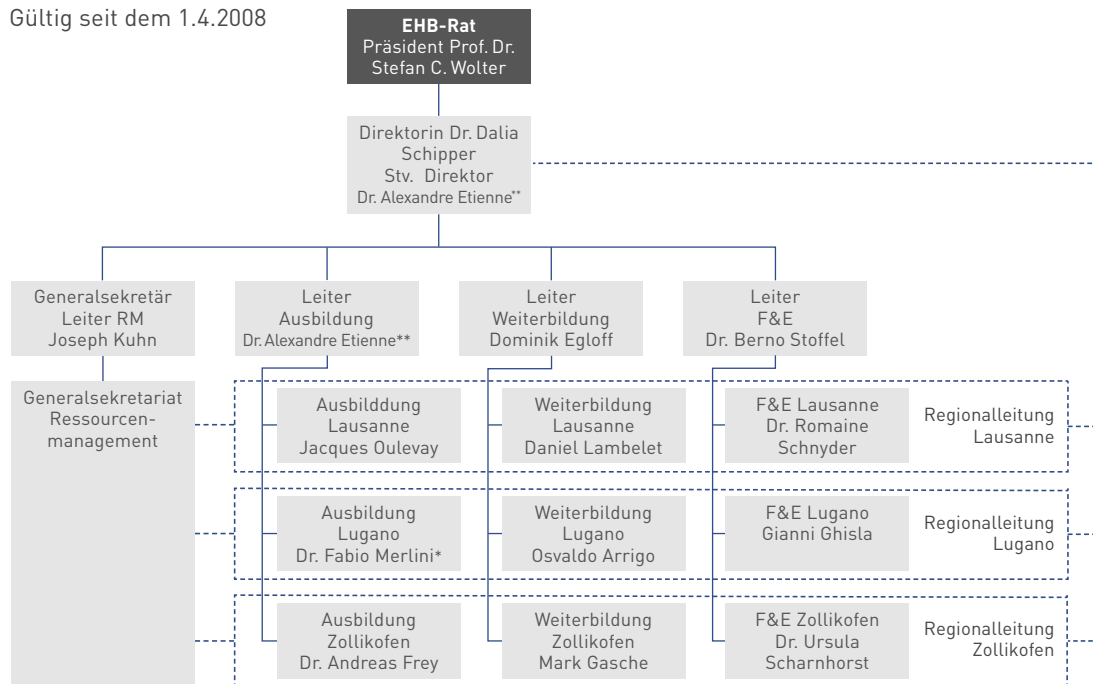 Gültig seit dem 1.4.2008
EHB-Rat
Präsident Prof. Dr.
Stefan C. Wolter
Direktorin Dr. Dalia
Schipper
Stv. Direktor
Dr. Alexandre Etienne**
Generalsekretär
Leiter RM
Joseph Kuhn
Leiter
Ausbildung
Dr. Alexandre Etienne**
Leiter
Weiterbildung
Dominik Egloff
Leiter
F&E
Dr. Berno Stoffel
Generalsekretariat
Ressourcen-
management
Ausbilddung
Lausanne
Jacques Oulevay
Weiterbildung
Lausanne
Daniel Lambelet
F&E Lausanne
Dr. Romaine
Schnyder
Regionalleitung
Lausanne
Ausbildung
Lugano
Dr. Fabio Merlini*
Weiterbildung
Lugano
Osvaldo Arrigo
F&E Lugano
Gianni Ghisla
Regionalleitung
Lugano
Ausbildung
Zollikofen
Dr. Andreas Frey
Weiterbildung
Zollikofen
Mark Gasche
F&E Zollikofen
Dr. Ursula
Scharnhorst
Regionalleitung
Zollikofen